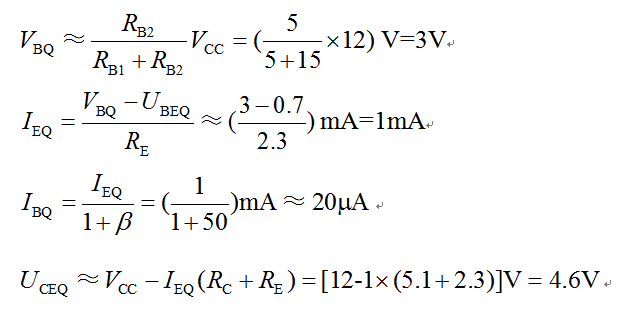 V_BQ ≈ R_B2 / (R_B1 + R_B2) V_CC = (5 / (5+15) ×12) V=3V↵
I_EQ = (V_BQ − U_BEQ) / R_E ≈ ((3−0.7) / 2.3) mA=1mA↵
I_BQ = I_EQ / (1+β) = (1 / (1+50))mA ≈ 20μA ↵
U_CEQ ≈ V_CC − I_EQ(R_C + R_E) = [12-1×(5.1+2.3)]V = 4.6V↵